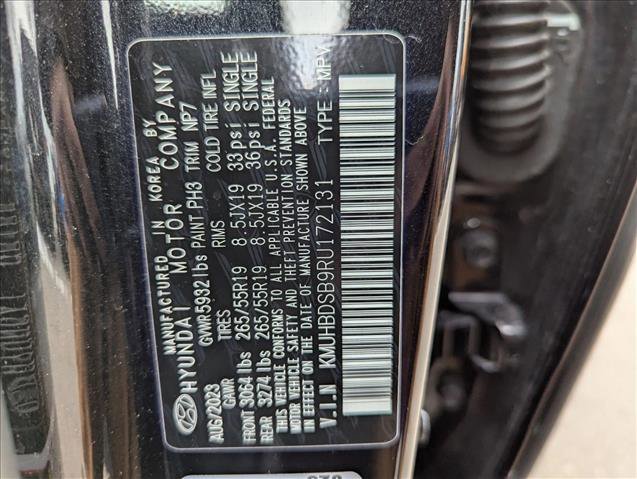 MANUFACTURED IN KOREA BY
HYUNDAI MOTOR COMPANY
AUG/2023 GVWR 5932 lbs PAINT PH3 TRIM NP7
GAWR TIRES RIMS COLD TIRE INFL
FRONT 3064 lbs 265/55R19 8.5JX19 33psi SINGLE
REAR 3274 lbs 265/55R19 8.5JX19 36psi SINGLE
THIS VEHICLE CONFORMS TO ALL APPLICABLE U.S.A. FEDERAL
MOTOR VEHICLE SAFETY AND THEFT PREVENTION STANDARDS
IN EFFECT ON THE DATE OF MANUFACTURE SHOWN ABOVE
V.I.N KMUHBDSB9RU172131 TYPE MPV